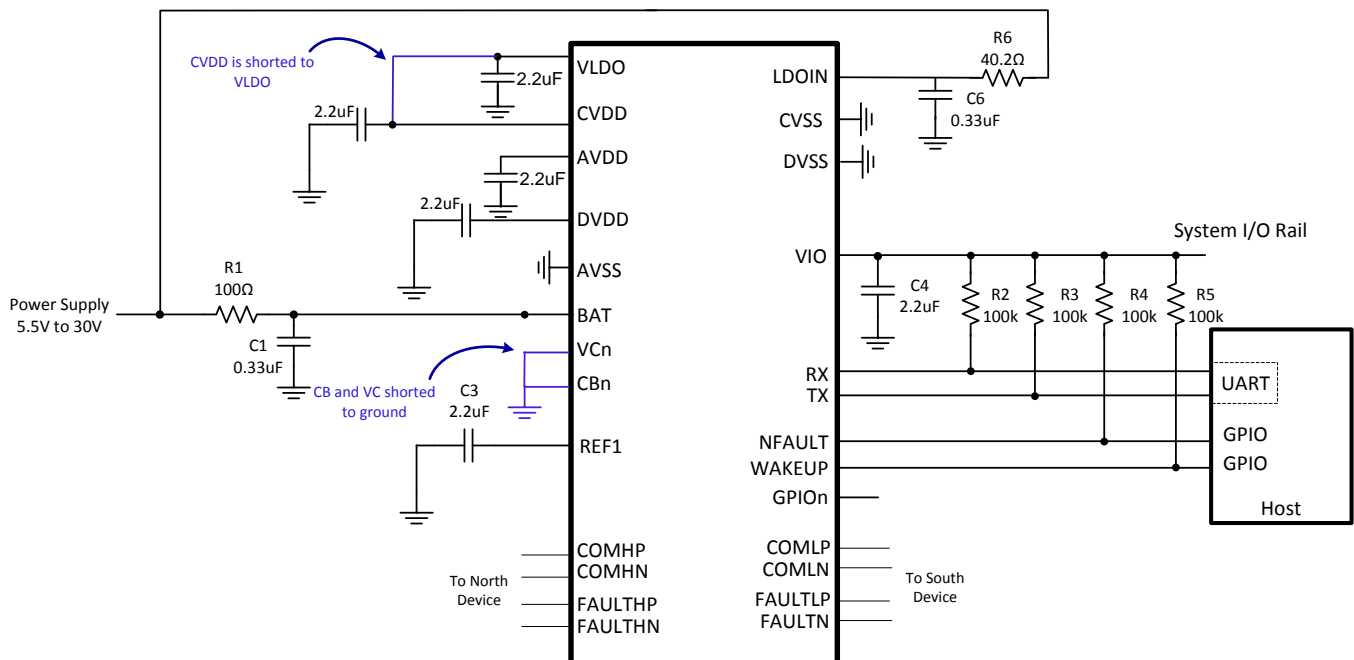 CVDD is shorted to
VLDO
2.2uF
2.2uF
2.2uF
2.2uF
VLDO
CVDD
AVDD
DVDD
AVSS
BAT
VCn
CBn
REF1
COMHP
COMHN
FAULTHP
FAULTHN
Power Supply
5.5V to 30V
R1
100Ω
C1
0.33uF
CB and VC shorted
to ground
C3
2.2uF
To North
Device
LDOIN
CVSS
DVSS
VIO
RX
TX
NFAULT
WAKEUP
GPIOn
COMLP
COMLN
FAULTLP
FAULTN
R6
40.2Ω
C6
0.33uF
System I/O Rail
C4
2.2uF
R2
100k
R3
100k
R4
100k
R5
100k
UART
GPIO
GPIO
Host
To South
Device